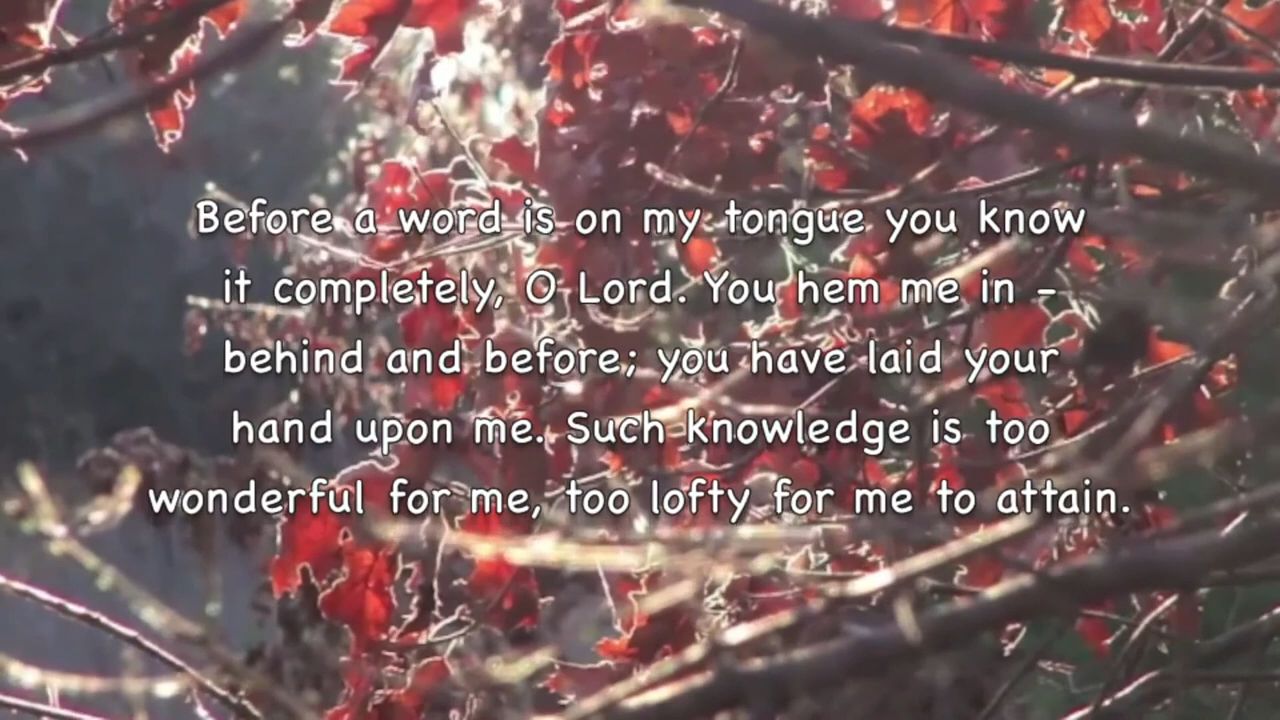 Before a word is on my tongue you know
it completely, O Lord. You hem me in -
behind and before; you have laid your
hand upon me. Such knowledge is too
wonderful for me, too lofty for me to attain.